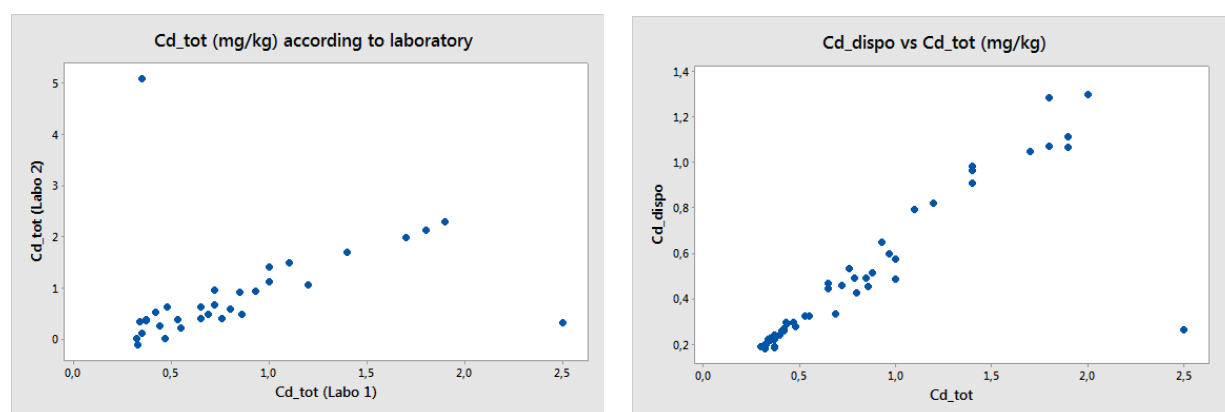 Cd_tot (mg/kg) according to laboratory
5
4
3
2
1
0
Cd_tot (Labo 2)
0,0 0,5 1,0 1,5 2,0 2,5
Cd_tot (Labo 1)
Cd_dispo vs Cd_tot (mg/kg)
1,4
1,2
1,0
0,8
0,6
0,4
0,2
Cd_dispo
0,0 0,5 1,0 1,5 2,0 2,5
Cd_tot